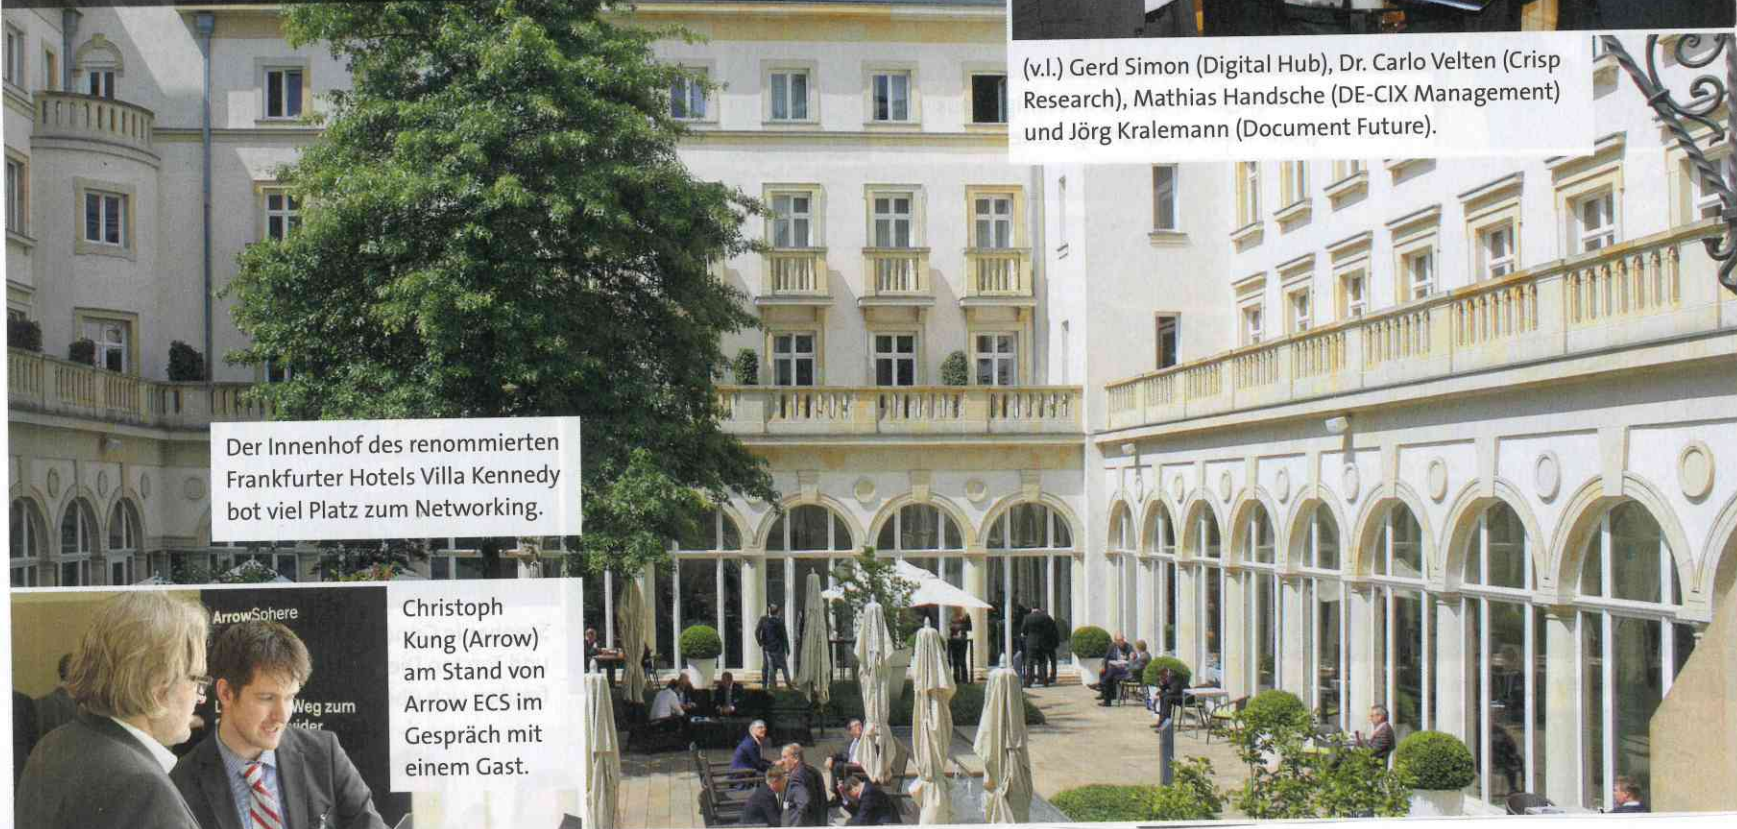 (v.l.) Gerd Simon (Digital Hub), Dr. Carlo Velten (Crisp
Research), Mathias Handsche (DE-CIX Management)
und Jörg Kralemann (Document Future).
Der Innenhof des renommierten
Frankfurter Hotels Villa Kennedy
bot viel Platz zum Networking.
Christoph
Kung (Arrow)
am Stand von
Arrow ECS im
Gespräch mit
einem Gast.
ArrowSphere
Weg zum